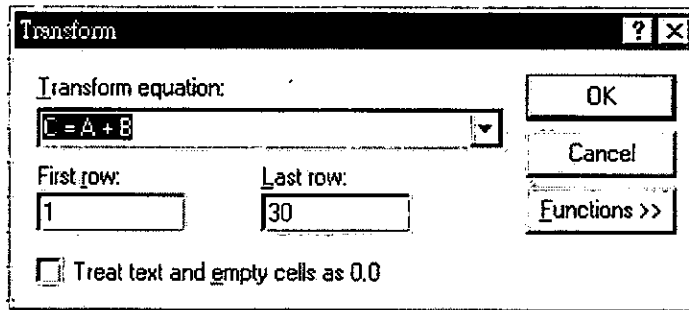 Transform ? ×
Transform equation:
C = A + B
OK
First row: Last row:
Cancel
1 30
Functions >>
Treat text and empty cells as 0.0